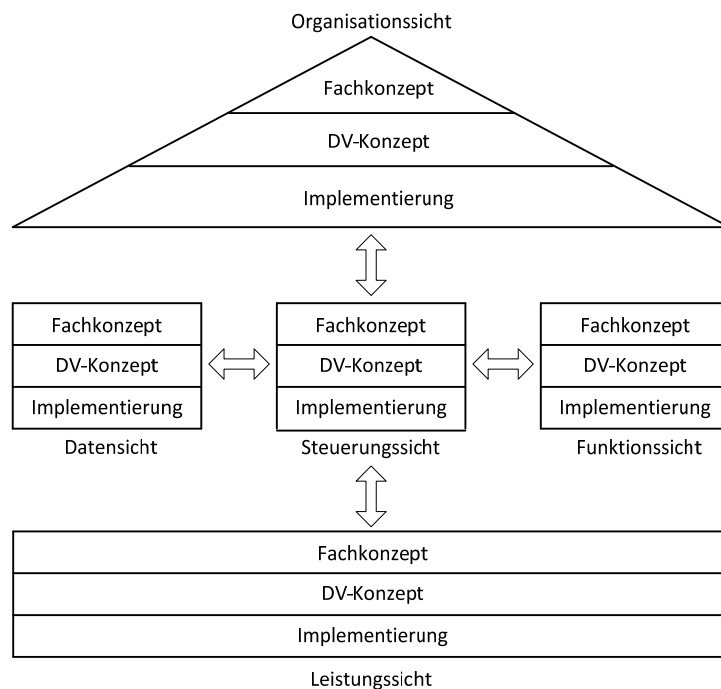 Organisationssicht
Fachkonzept
DV-Konzept
Implementierung
Fachkonzept
DV-Konzept
Implementierung
Datensicht
Fachkonzept
DV-Konzept
Implementierung
Steuerungssicht
Fachkonzept
DV-Konzept
Implementierung
Funktionssicht
Fachkonzept
DV-Konzept
Implementierung
Leistungssicht